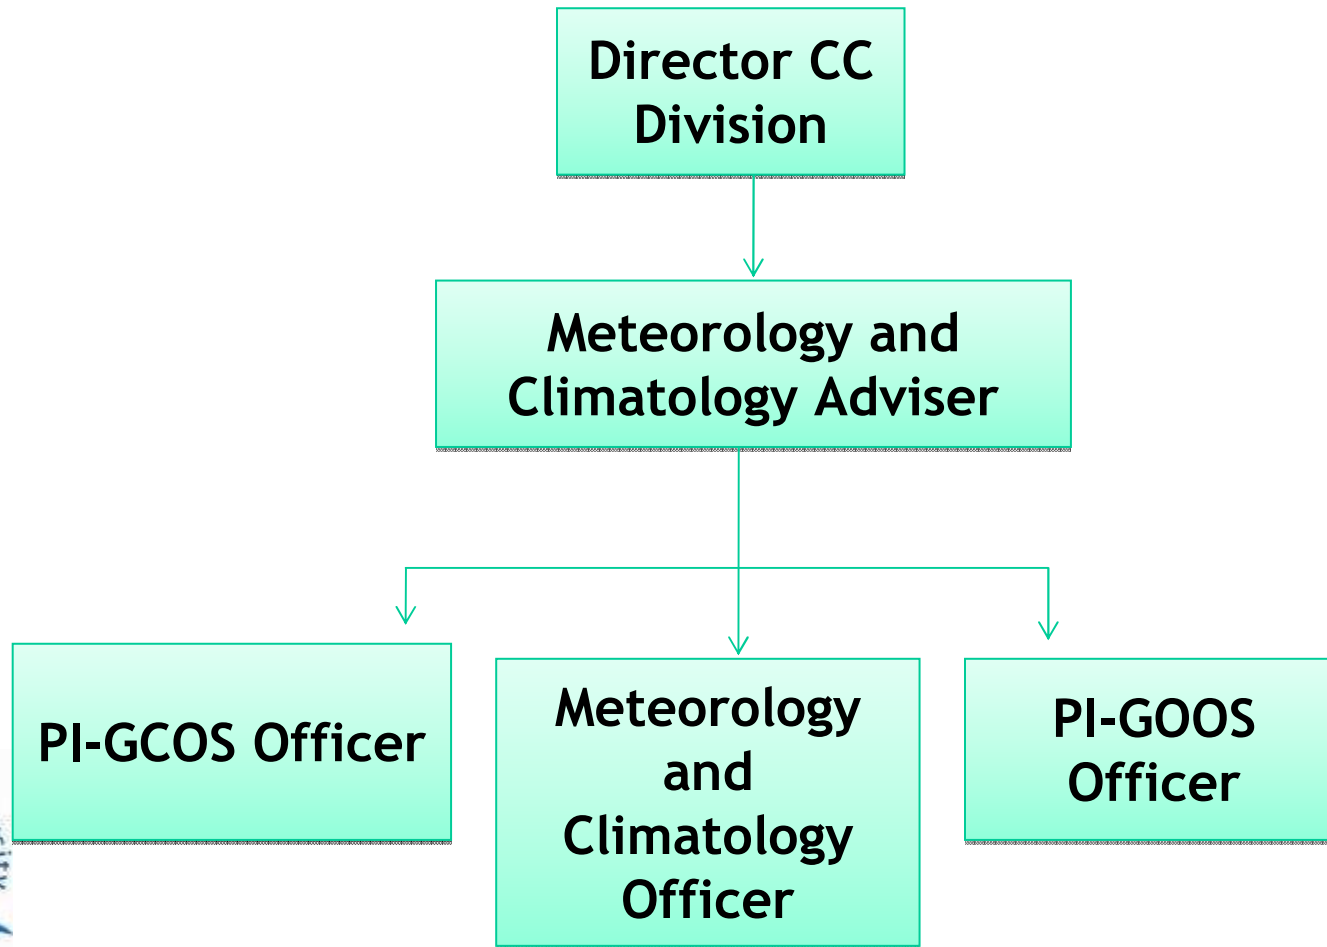 Director CC
Division
Meteorology and
Climatology Adviser
PI-GCOS Officer
Meteorology
and
Climatology
Officer
PI-GOOS
Officer